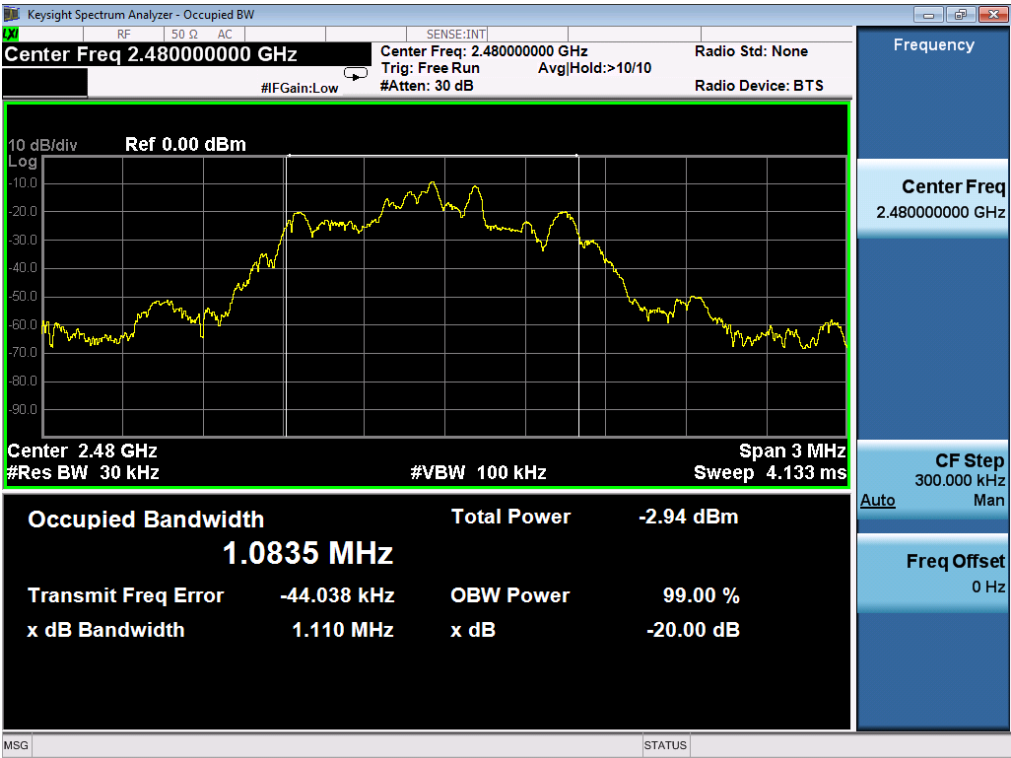 Keysight Spectrum Analyzer - Occupied BW
LXI RF 50 Ω AC SENSE:INT
Center Freq 2.480000000 GHz
Center Freq: 2.480000000 GHz Radio Std: None
Trig: Free Run Avg|Hold:>10/10
#IFGain:Low #Atten: 30 dB Radio Device: BTS
10 dB/div Ref 0.00 dBm
Log
-10.0
-20.0
-30.0
-40.0
-50.0
-60.0
-70.0
-80.0
-90.0
Center 2.48 GHz Span 3 MHz
#Res BW 30 kHz #VBW 100 kHz Sweep 4.133 ms
Occupied Bandwidth Total Power -2.94 dBm
1.0835 MHz
Transmit Freq Error -44.038 kHz OBW Power 99.00 %
x dB Bandwidth 1.110 MHz x dB -20.00 dB
Frequency
Center Freq
2.480000000 GHz
CF Step
300.000 kHz
Auto Man
Freq Offset
0 Hz
MSG STATUS